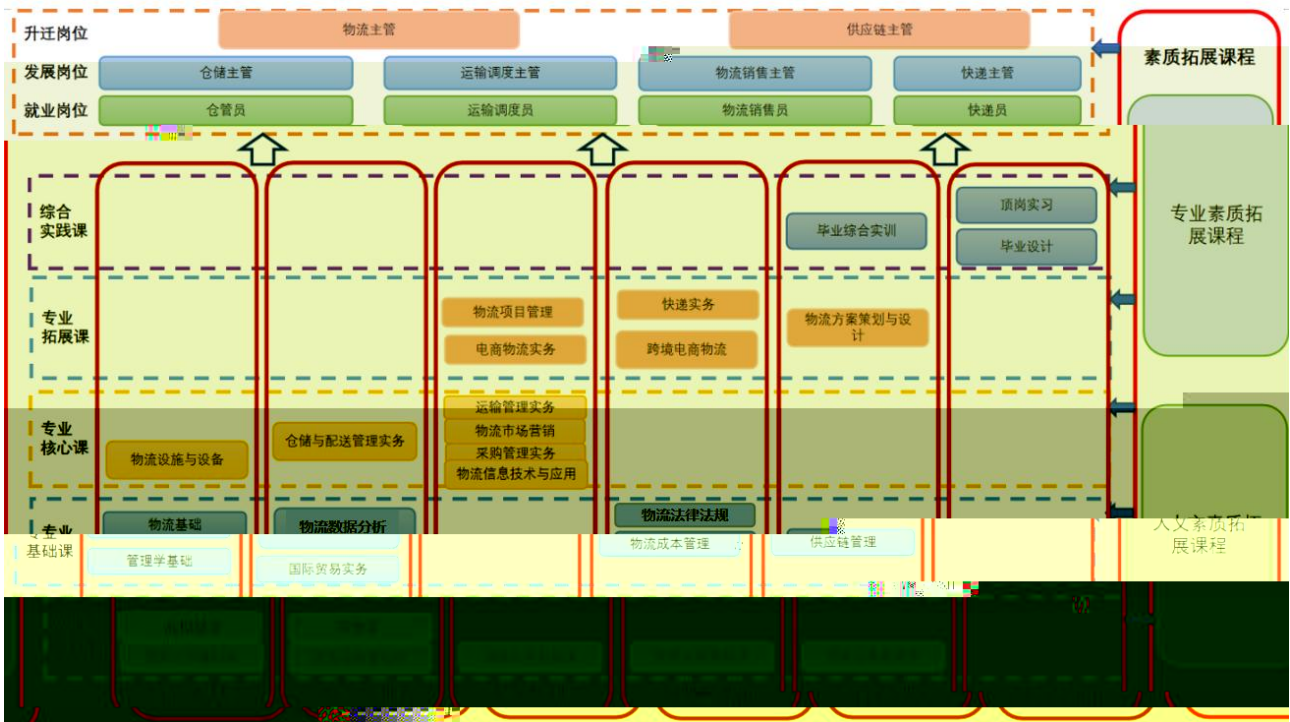 升迁岗位
物流主管
供应链主管
素质拓展课程
发展岗位
仓储主管
运输调度主管
物流销售主管
快递主管
就业岗位
仓管员
运输调度员
物流销售员
快递员
综合
实践课
毕业综合实训
顶岗实习
毕业设计
专业素质拓
展课程
专业
拓展课
物流项目管理
电商物流实务
快递实务
跨境电商物流
物流方案策划与设
计
专业
核心课
物流设施与设备
仓储与配送管理实务
运输管理实务
物流市场营销
采购管理实务
物流信息技术与应用
专业
基础课
物流基础
管理学基础
物流数据分析
国际贸易实务
物流法律法规
物流成本管理
供应链管理
人文素质拓
展课程